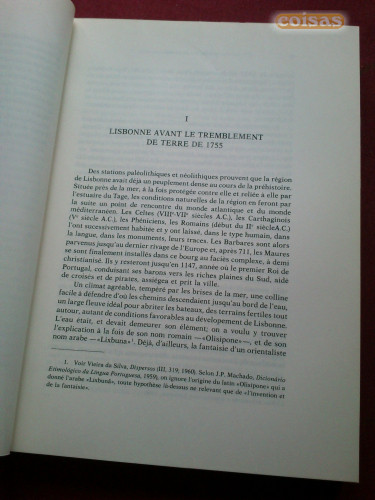 coisas
I
LISBONNE AVANT LE TREMBLEMENT
DE TERRE DE 1755
Des stations paléolithiques et néolithiques prouvent que la région
de Lisbonne avait déjà un peuplement dense au cours de la préhistoire.
Située près de la mer, à la fois protégée contre elle et reliée à elle par
l'estuaire du Tage, les conditions naturelles de la région en feront par
la suite un point de rencontre du monde atlantique et du monde
méditerranéen. Les Celtes (VIIIe-VIIe siècles A.C.), les Carthaginois
(Ve siècle A.C.), les Phéniciens, les Romains (début du IIe siècle A.C.)
l'ont successivement habitée et y ont laissé, dans le type humain, dans
la langue, dans les monuments, leurs traces. Les Barbares sont alors
parvenus jusqu'au dernier rivage de l'Europe et, après 711, les Maures
se sont finalement installés dans ce bourg au faciès complexe, à demi
christianisé. Ils y resteront jusqu'en 1147, année où le premier Roi de
Portugal, conduisant ses barons vers les riches plaines du Sud, aidé
de croisés et de pirates, assiégea et prit la ville.
Un climat agréable, tempéré par les brises de la mer, une colline
facile à défendre d'où les chemins descendaient jusqu'au bord de l'eau,
un large fleuve idéal pour abriter les bateaux, des terrains fertiles tout
autour, autant de conditions favorables au développement de Lisbonne.
L'eau était, et devait demeurer son élément; on a voulu y trouver
l'explication à la fois de son nom romain —«Olisipone»— et de son
nom arabe —«Lisbuna»1. Déjà, d'ailleurs, la fantaisie d'un orientaliste
1. Voir Vieira da Silva, Dispersos (III, 319; 1960). Selon J.P. Machado, Dicionário
Etimológico da Língua Portuguesa, 1959), on ignore l'origine du latin «Olisipone» qui a
donné l'arabe «Lisbunâ», toute hypothèse là-dessus ne relevant que de «l'invention et
de la fantaisie».